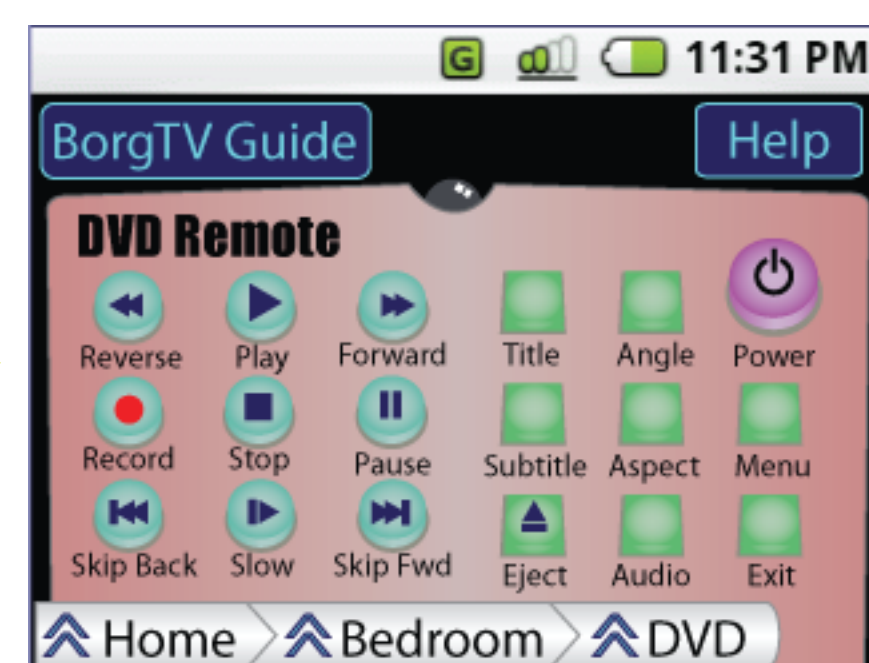 G 11:31 PM
BorgTV Guide Help
DVD Remote
Reverse Play Forward Title Angle Power
Record Stop Pause Subtitle Aspect Menu
Skip Back Slow Skip Fwd Eject Audio Exit
Home Bedroom DVD